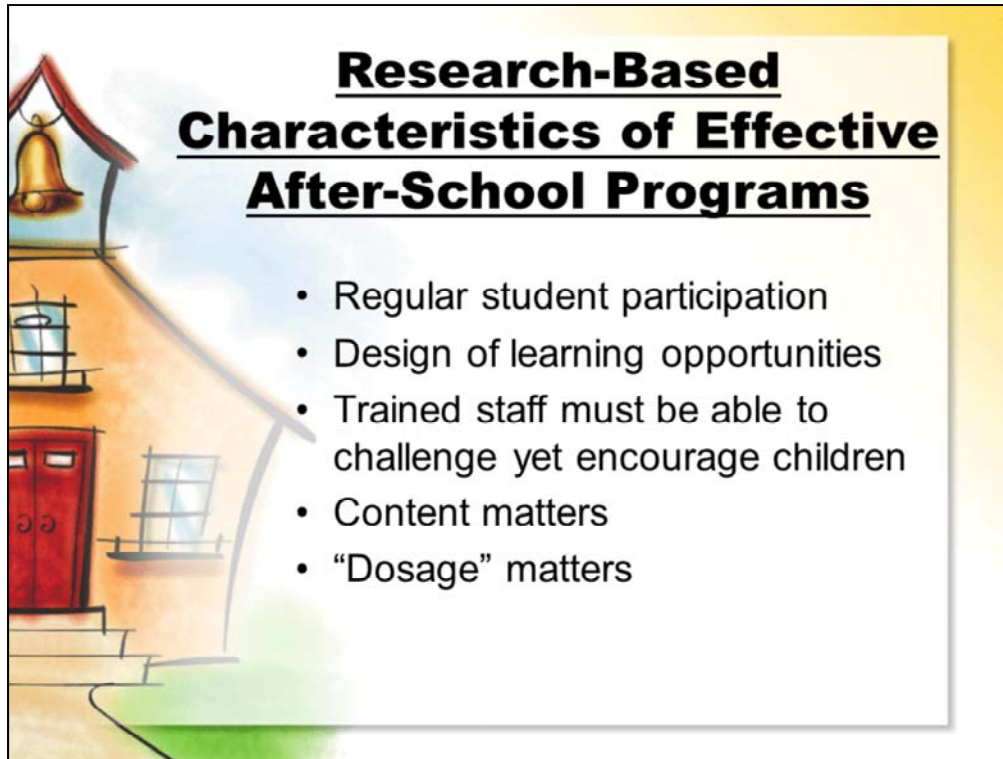 Research-Based
Characteristics of Effective
After-School Programs
• Regular student participation
• Design of learning opportunities
• Trained staff must be able to
challenge yet encourage children
• Content matters
• “Dosage” matters